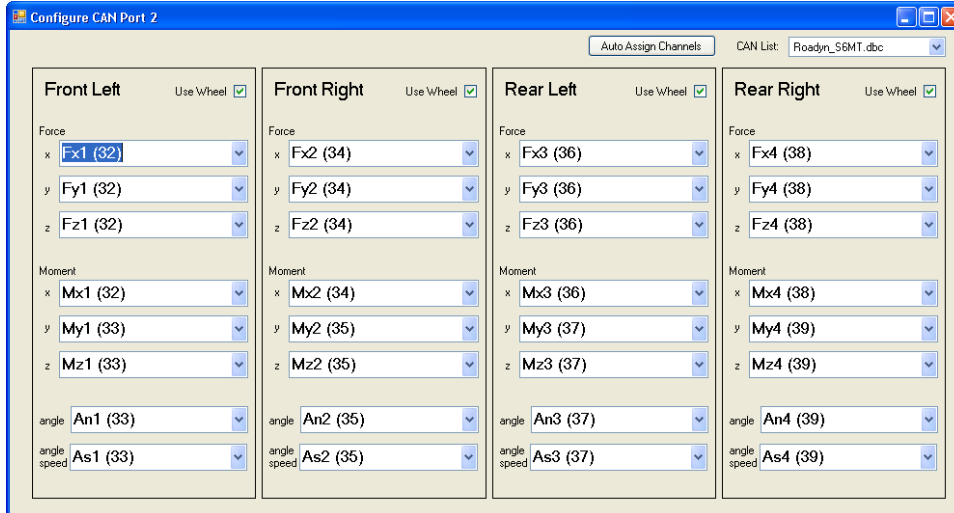 Configure CAN Port 2
Auto Assign Channels CAN List: Roadyn_S6MT.dbc
Front Left Use Wheel
Force
x Fx1 (32)
y Fy1 (32)
z Fz1 (32)
Moment
x Mx1 (32)
y My1 (33)
z Mz1 (33)
angle An1 (33)
angle speed As1 (33)
Front Right Use Wheel
Force
x Fx2 (34)
y Fy2 (34)
z Fz2 (34)
Moment
x Mx2 (34)
y My2 (35)
z Mz2 (35)
angle An2 (35)
angle speed As2 (35)
Rear Left Use Wheel
Force
x Fx3 (36)
y Fy3 (36)
z Fz3 (36)
Moment
x Mx3 (36)
y My3 (37)
z Mz3 (37)
angle An3 (37)
angle speed As3 (37)
Rear Right Use Wheel
Force
x Fx4 (38)
y Fy4 (38)
z Fz4 (38)
Moment
x Mx4 (38)
y My4 (39)
z Mz4 (39)
angle An4 (39)
angle speed As4 (39)